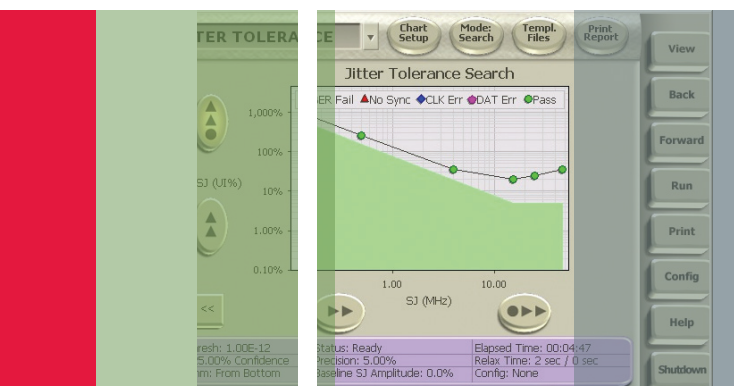 TTER TOLERANCE
Chart Setup
Mode: Search
Templ. Files
Print Report
View
Jitter Tolerance Search
Back
ER Fail No Sync CLK Err DAT Err Pass
1,000%
Forward
100%
SJ (UI%)
Run
10%
1.00%
Print
0.10%
Config
1.00 10.00
SJ (MHz)
<<
Help
resh: 1.00E-12 Status: Ready Elapsed Time: 00:04:47
5.00% Confidence Precision: 5.00% Relax Time: 2 sec / 0 sec
hm: From Bottom Baseline SJ Amplitude: 0.0% Config: None
Shutdown